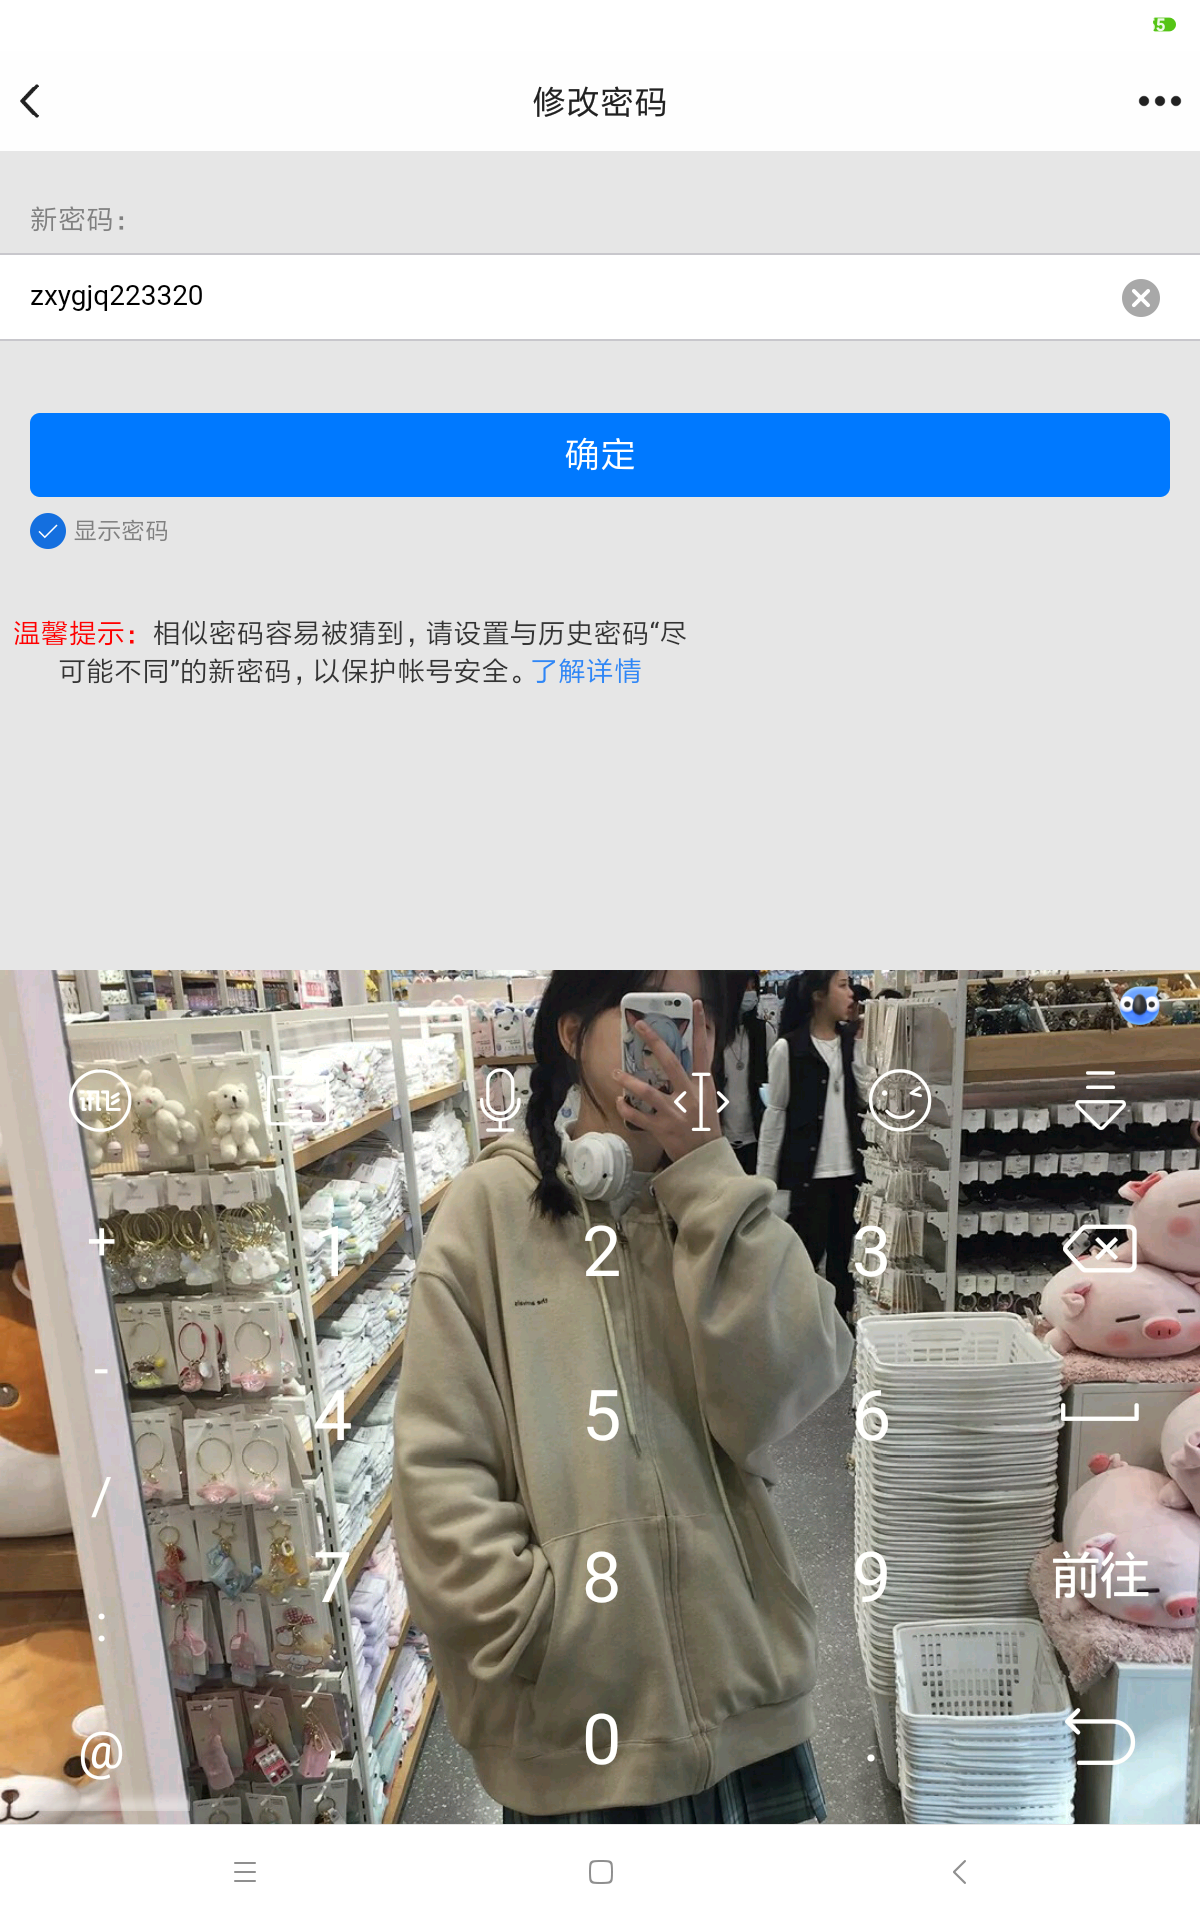 5
修改密码
新密码：
zxygjq223320
确定
显示密码
温馨提示：相似密码容易被猜到，请设置与历史密码“尽
可能不同”的新密码，以保护帐号安全。了解详情
讯飞
+ 1 2 3
-
4 5 6
/
7 8 9 前往
:
@ , 0 .